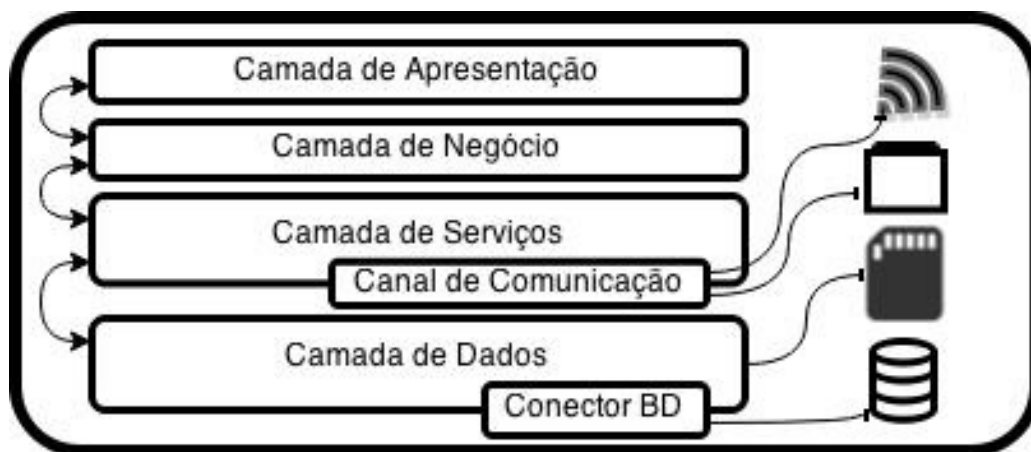 Camada de Apresentação
Camada de Negócio
Camada de Serviços
Canal de Comunicação
Camada de Dados
Conector BD